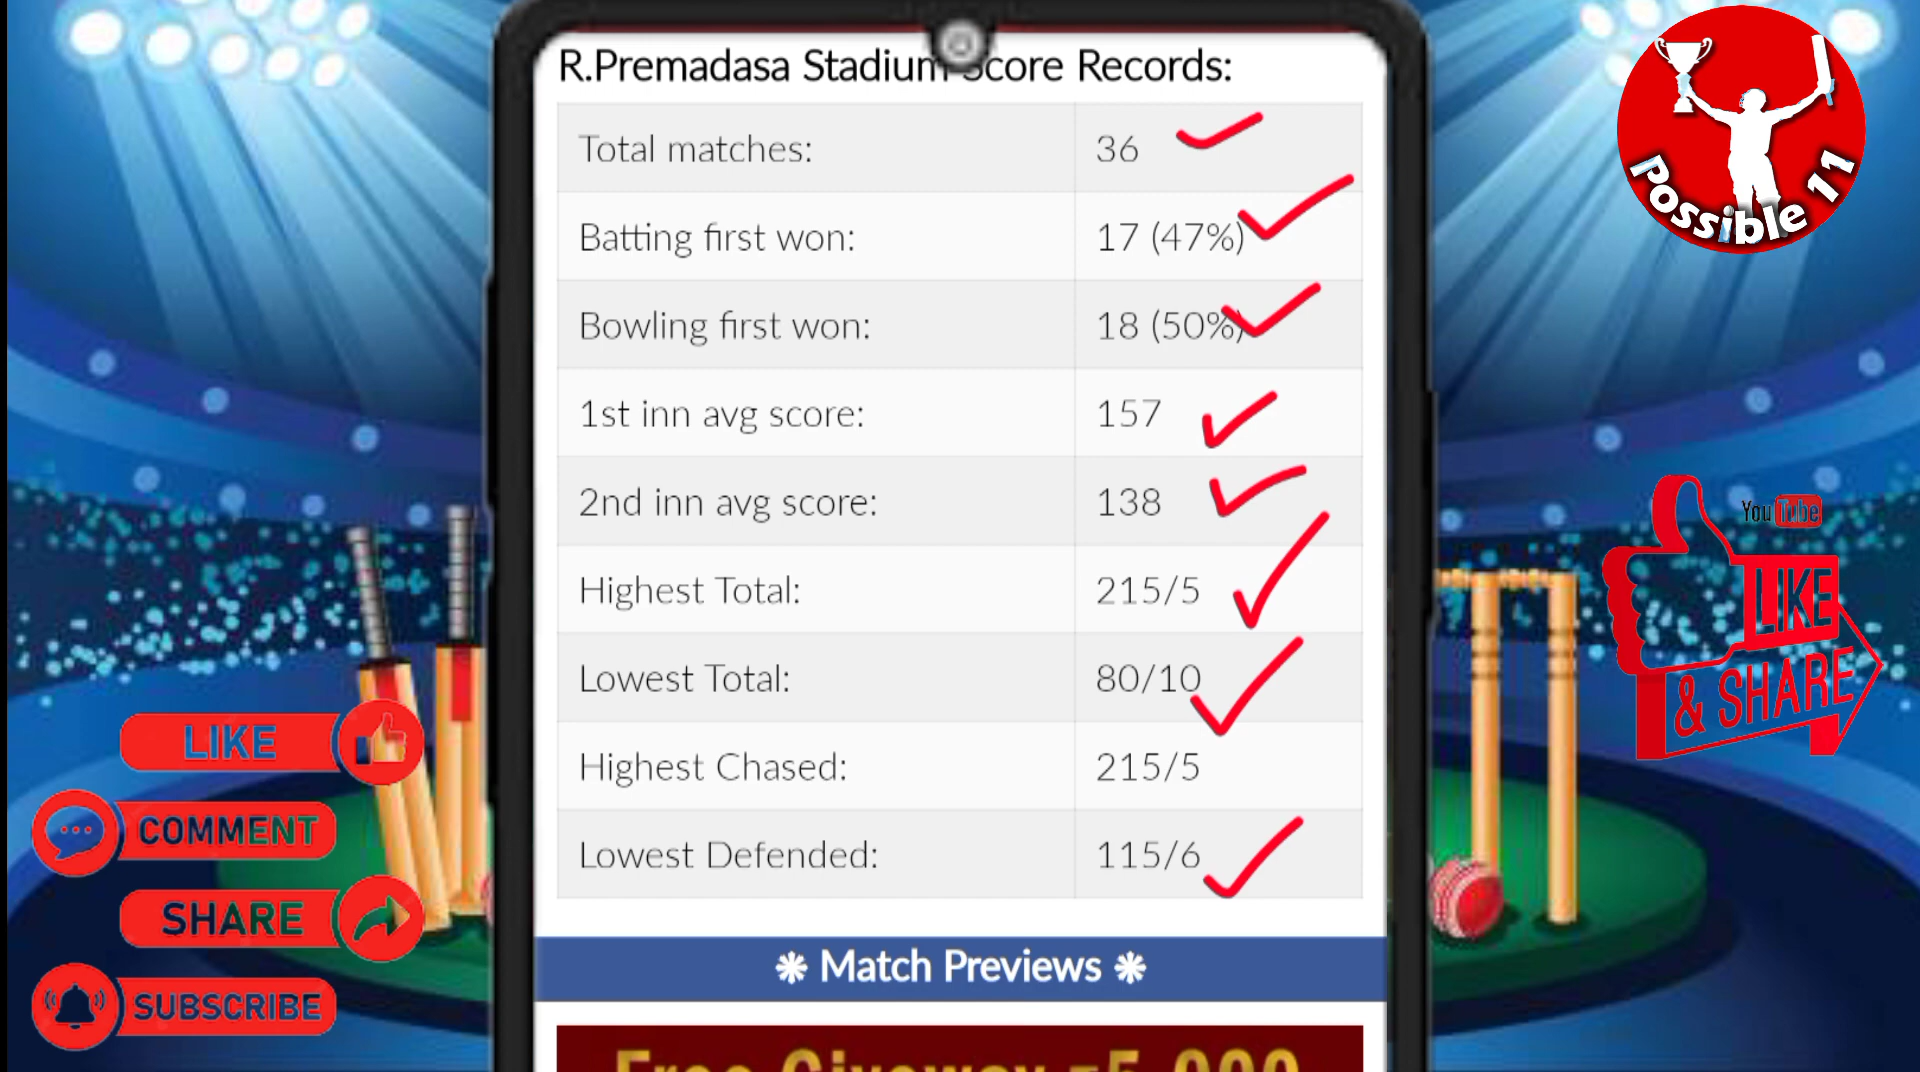 R.Premadasa Stadium Score Records:
Total matches: 36
Batting first won: 17 (47%)
Bowling first won: 18 (50%)
1st inn avg score: 157
2nd inn avg score: 138
Highest Total: 215/5
Lowest Total: 80/10
Highest Chased: 215/5
Lowest Defended: 115/6
Match Previews
Possible 11
YouTube
LIKE
& SHARE
LIKE
COMMENT
SHARE
SUBSCRIBE